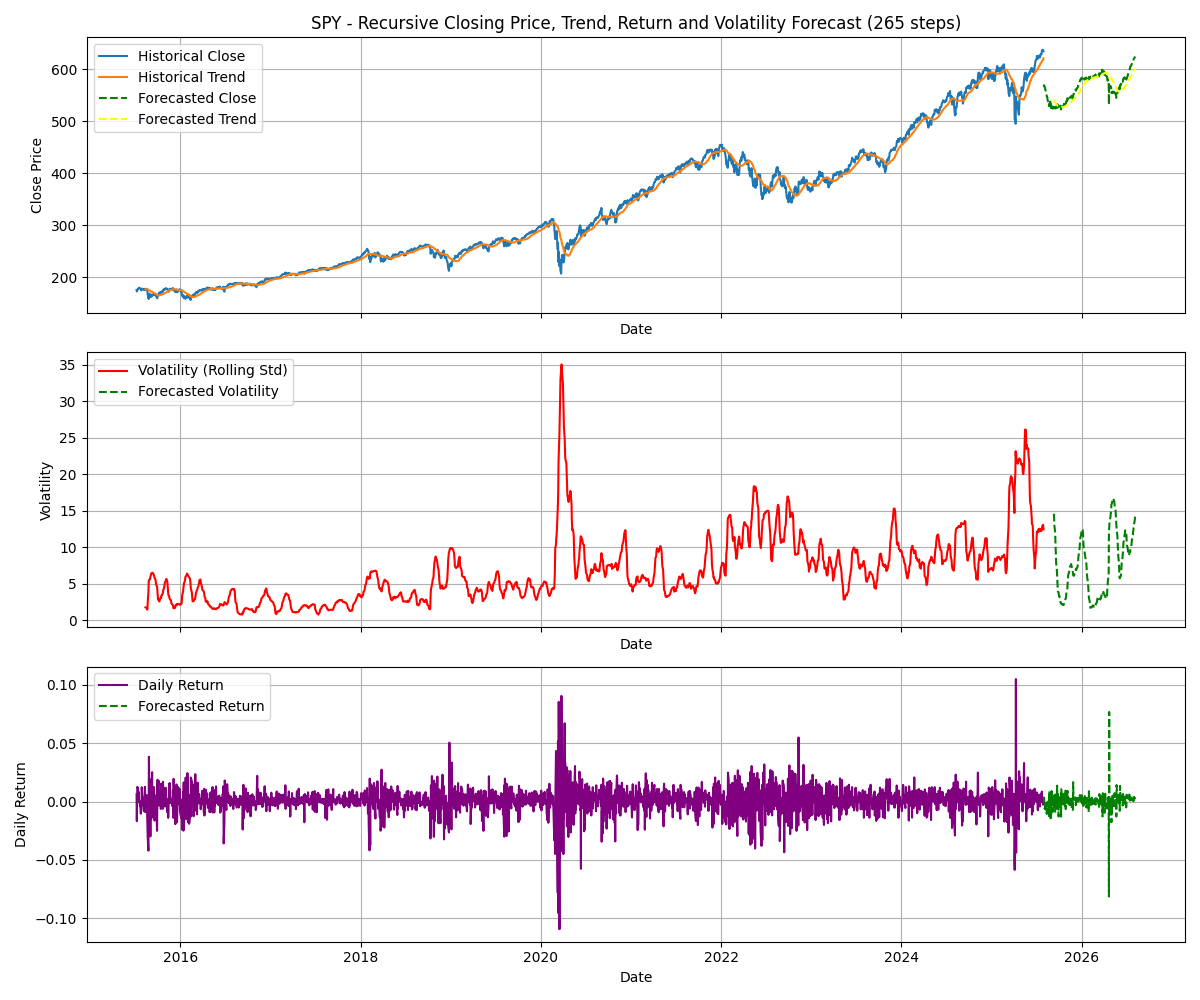 SPY - Recursive Closing Price, Trend, Return and Volatility Forecast (265 steps)
Historical Close
Historical Trend
Forecasted Close
Forecasted Trend
600
500
400
300
200
Close Price
Date
Volatility (Rolling Std)
Forecasted Volatility
35
30
25
20
15
10
5
0
Volatility
Date
Daily Return
Forecasted Return
0.10
0.05
0.00
−0.05
−0.10
Daily Return
2016 2018 2020 2022 2024 2026
Date